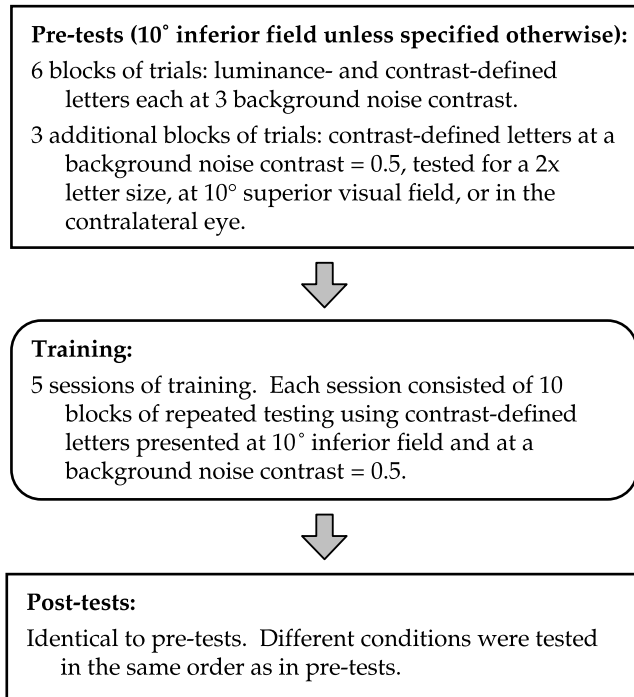 Pre-tests (10˚ inferior field unless specified otherwise):
6 blocks of trials: luminance- and contrast-defined
letters each at 3 background noise contrast.
3 additional blocks of trials: contrast-defined letters at a
background noise contrast = 0.5, tested for a 2x
letter size, at 10° superior visual field, or in the
contralateral eye.
Training:
5 sessions of training.  Each session consisted of 10
blocks of repeated testing using contrast-defined
letters presented at 10˚ inferior field and at a
background noise contrast = 0.5.
Post-tests:
Identical to pre-tests.  Different conditions were tested
in the same order as in pre-tests.